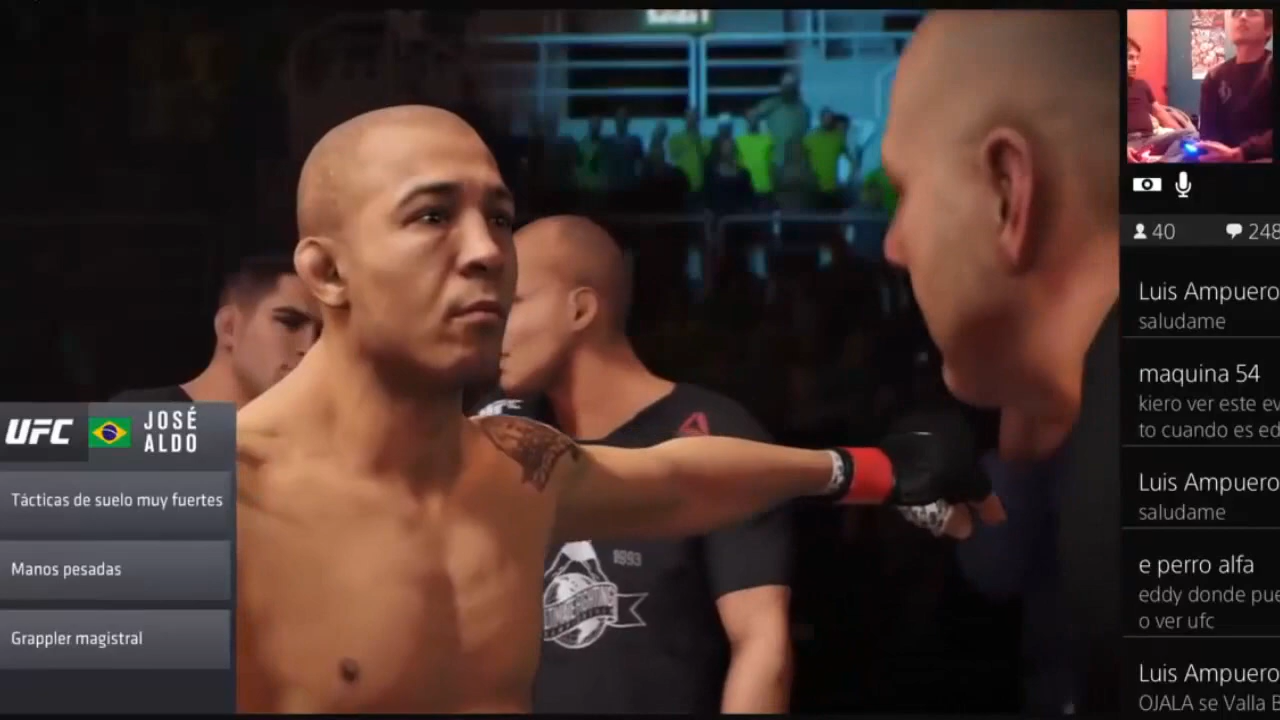 UFC
JOSÉ
ALDO
Tácticas de suelo muy fuertes
Manos pesadas
Grappler magistral
1993
40
248
Luis Ampuero
saludame
maquina 54
kiero ver este ev
to cuando es ed
Luis Ampuero
saludame
e perro alfa
eddy donde pue
o ver ufc
Luis Ampuero
OJALA se Valla B